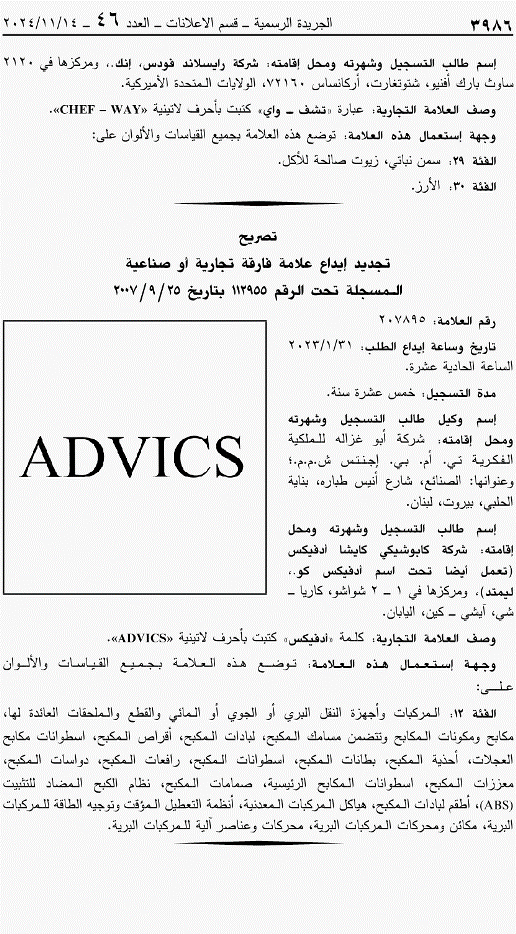 ٣٩٨٦
الجريدة الرسمية ــ قسم الاعلانات ــ العدد ٤٦ ــ ٢٠٢٤/١١/١٤
إسم طالب التسجيل وشهرته ومحل إقامته: شركة رايسلاند فودس، إنك.، ومركزها في ٢١٢٠
ساوث بارك أفنيو، شتوتغارت، أركانساس ٧٢١٦٠، الولايات المتحدة الأميركية.
وصف العلامة التجارية: عبارة «تشف ــ واي» كتبت بأحرف لاتينية «CHEF – WAY».
وجهة إستعمال هذه العلامة: توضع هذه العلامة بجميع القياسات والألوان على:
الفئة ٢٩: سمن نباتي، زيوت صالحة للأكل.
الفئة ٣٠: الأرز.
تصريح
تجديد إيداع علامة فارقة تجارية أو صناعية
المسجلة تحت الرقم ١١٢٩٥٥ بتاريخ ٢٠٠٧/٩/٢٥
رقم العلامة: ٢٠٧٨٩٥
تاريخ وساعة إيداع الطلب: ٢٠٢٣/١/٣١
الساعة الحادية عشرة.
مدة التسجيل: خمس عشرة سنة.
إسم وكيل طالب التسجيل وشهرته
ومحل إقامته: شركة أبو غزاله للملكية
الفكرية تي. أم. بي. إجنتس ش.م.م.؛
وعنوانها: الصنائع، شارع أنيس طباره، بناية
الحلبي، بيروت، لبنان.
إسم طالب التسجيل وشهرته ومحل
إقامته: شركة كابوشيكي كايشا أدفيكس
(تعمل أيضا تحت اسم أدفيكس كو.،
ليمتد)، ومركزها في ١ ــ ٢ شواشو، كاريا ــ
شي، آيشي ــ كين، اليابان.
ADVICS
وصف العلامة التجارية: كلمة «أدفيكس» كتبت بأحرف لاتينية «ADVICS».
وجهة إستعمال هذه العلامة: توضع هذه العلامة بجميع القياسات والألوان
على:
الفئة ١٢: المركبات وأجهزة النقل البري أو الجوي أو المائي والقطع والملحقات العائدة لها،
مكابح ومكونات المكابح وتتضمن مسامك المكبح، لبادات المكبح، أقراص المكبح، اسطوانات مكابح
العجلات، أحذية المكبح، بطانات المكبح، اسطوانات المكبح، رافعات المكبح، دواسات المكبح،
معززات المكبح، اسطوانات المكابح الرئيسية، صمامات المكبح، نظام الكبح المضاد للتثبيت
(ABS)، أطقم لبادات المكبح، هياكل المركبات المعدنية، أنظمة التعطيل المؤقت وتوجيه الطاقة للمركبات
البرية، مكائن ومحركات المركبات البرية، محركات وعناصر آلية للمركبات البرية.